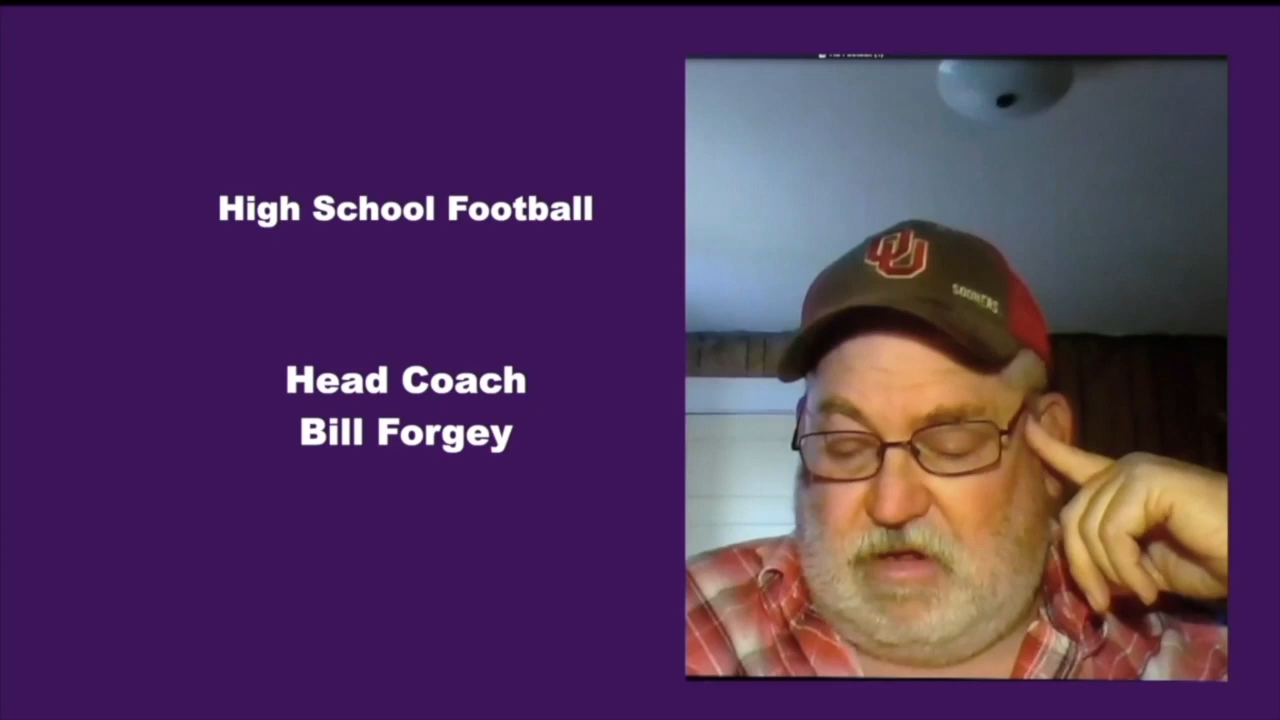 High School Football
Head Coach
Bill Forgey
OU
SOONERS